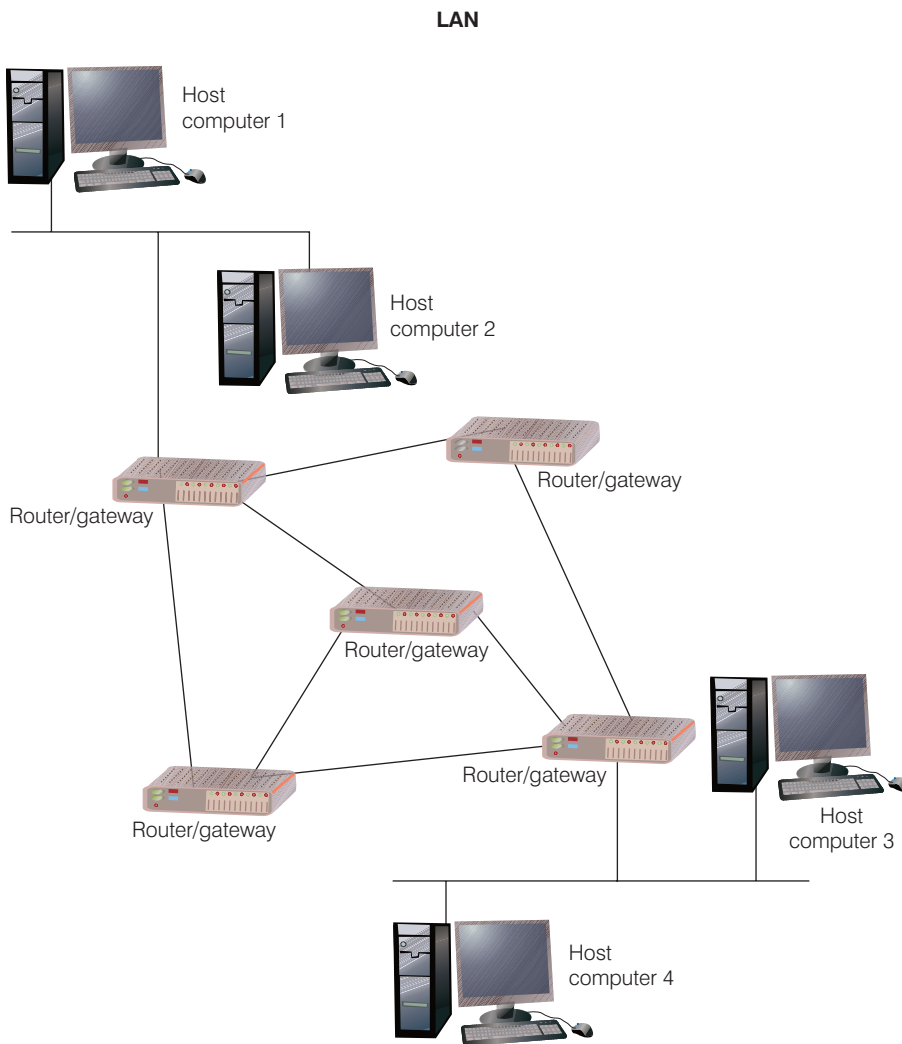 LAN
Host
computer 1
Host
computer 2
Router/gateway
Router/gateway
Router/gateway
Router/gateway
Router/gateway
Host
computer 3
Host
computer 4